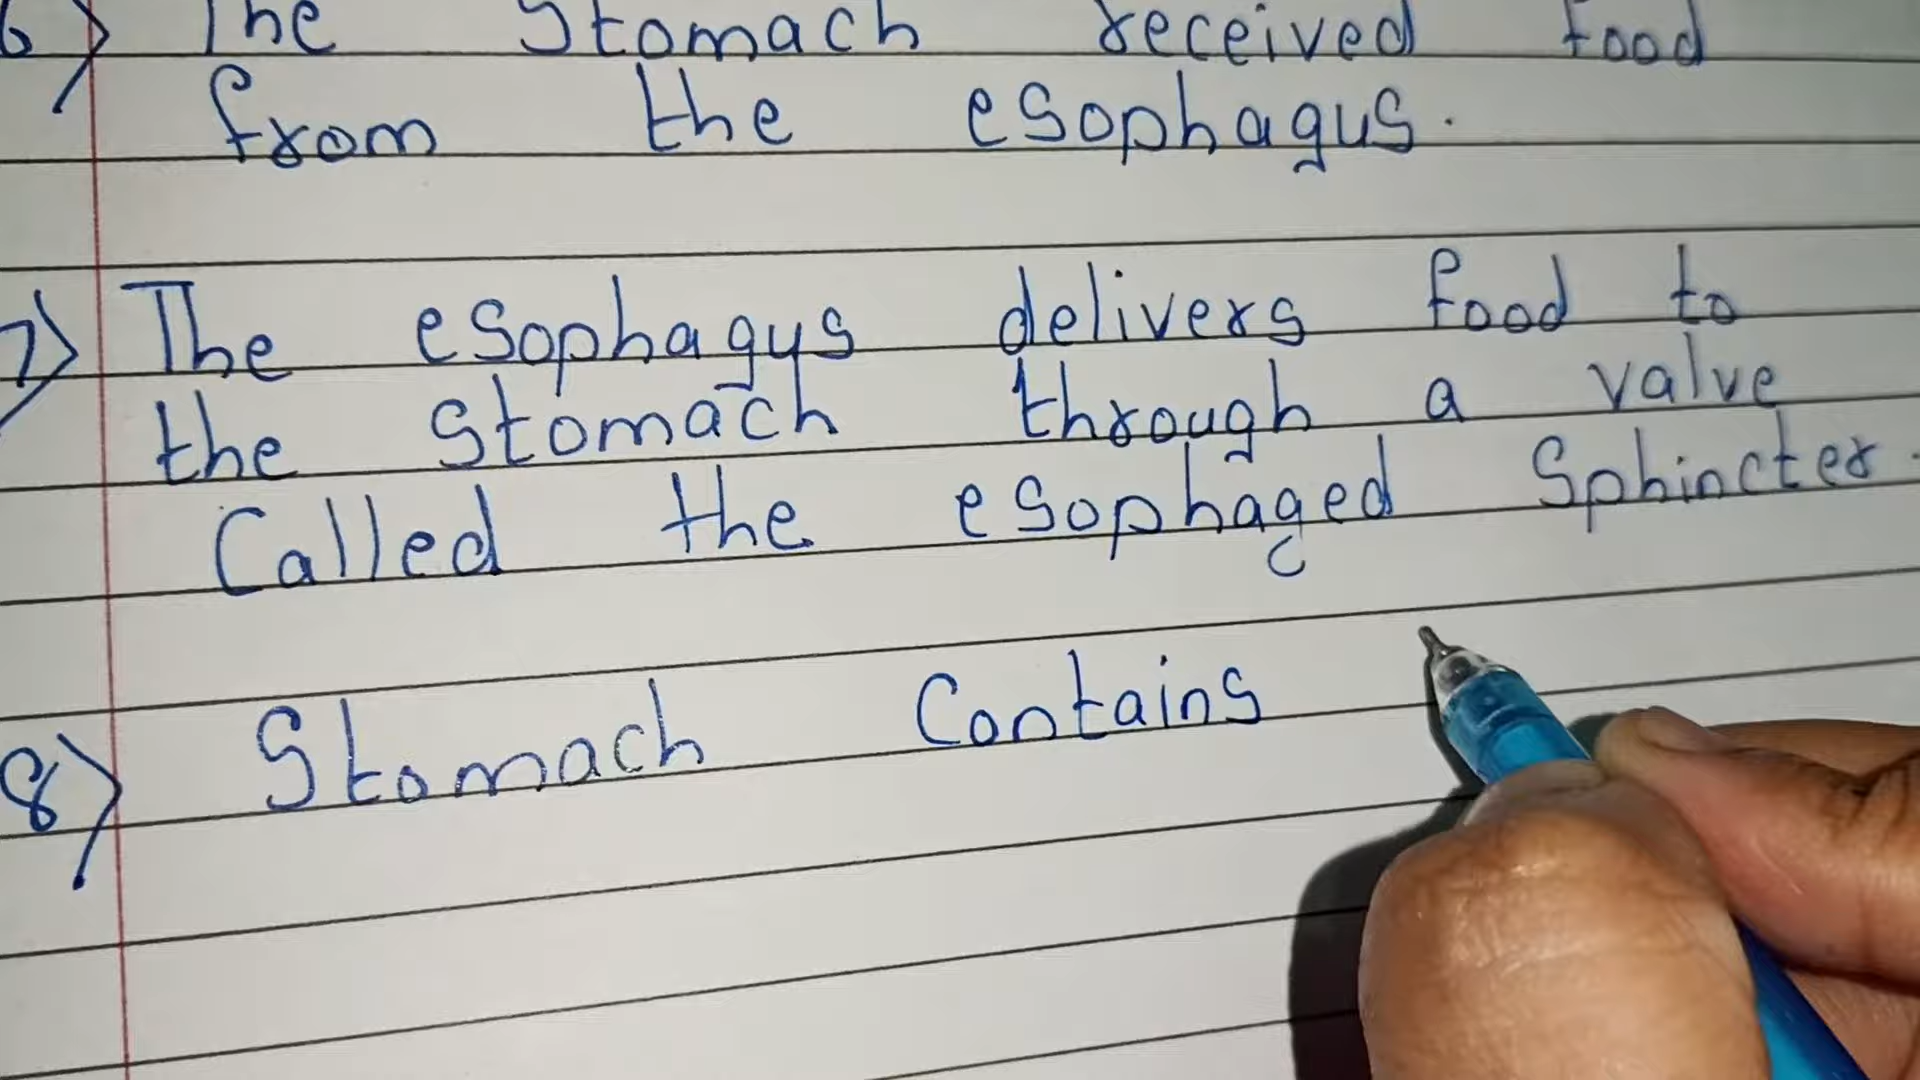 6) The Stomach received food
from the esophagus.
7) The esophagus delivers food to
the Stomach through a valve
Called the esophaged Sphincter.
8) Stomach Contains